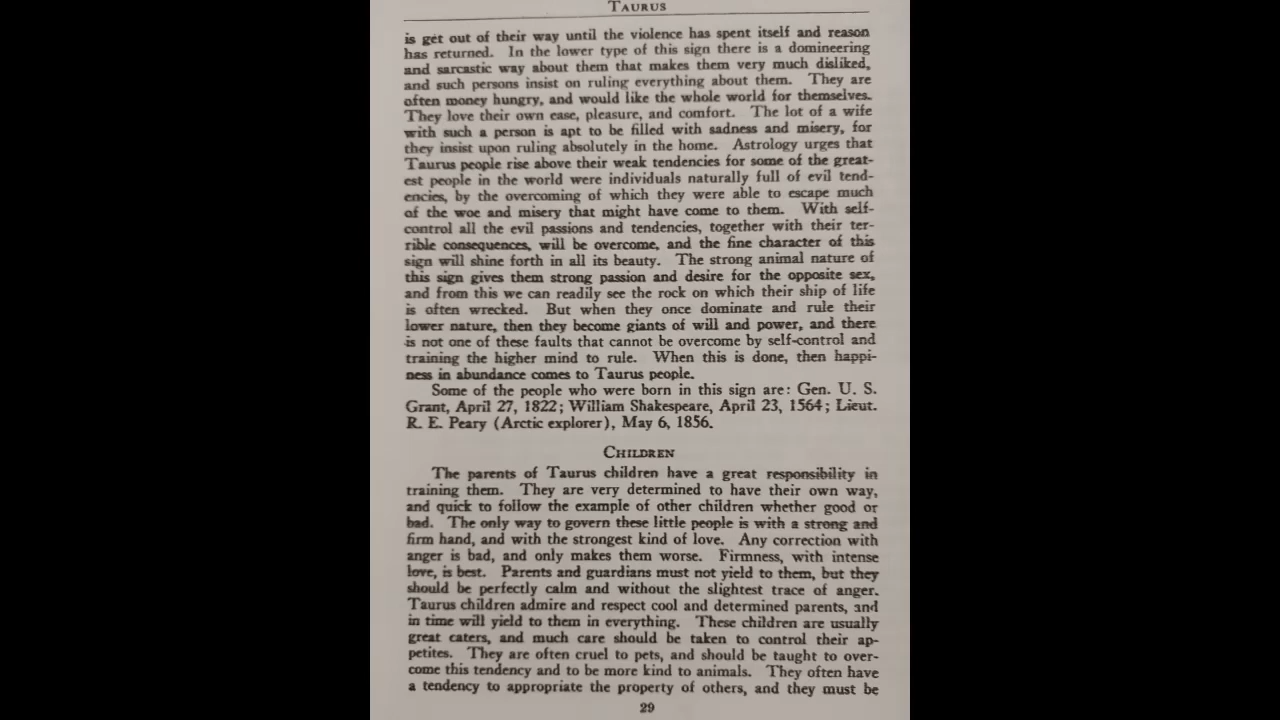 TAURUS
is get out of their way until the violence has spent itself and reason
has returned. In the lower type of this sign there is a domineering
and sarcastic way about them that makes them very much disliked,
and such persons insist on ruling everything about them. They are
often money hungry, and would like the whole world for themselves.
They love their own ease, pleasure, and comfort. The lot of a wife
with such a person is apt to be filled with sadness and misery, for
they insist upon ruling absolutely in the home. Astrology urges that
Taurus people rise above their weak tendencies for some of the great-
est people in the world were individuals naturally full of evil tend-
encies, by the overcoming of which they were able to escape much
of the woe and misery that might have come to them. With self-
control all the evil passions and tendencies, together with their ter-
rible consequences, will be overcome, and the fine character of this
sign will shine forth in all its beauty. The strong animal nature of
this sign gives them strong passion and desire for the opposite sex,
and from this we can readily see the rock on which their ship of life
is often wrecked. But when they once dominate and rule their
lower nature, then they become giants of will and power, and there
is not one of these faults that cannot be overcome by self-control and
training the higher mind to rule. When this is done, then happi-
ness in abundance comes to Taurus people.
Some of the people who were born in this sign are: Gen. U. S.
Grant, April 27, 1822; William Shakespeare, April 23, 1564; Lieut.
R. E. Peary (Arctic explorer), May 6, 1856.
CHILDREN
The parents of Taurus children have a great responsibility in
training them. They are very determined to have their own way,
and quick to follow the example of other children whether good or
bad. The only way to govern these little people is with a strong and
firm hand, and with the strongest kind of love. Any correction with
anger is bad, and only makes them worse. Firmness, with intense
love, is best. Parents and guardians must not yield to them, but they
should be perfectly calm and without the slightest trace of anger.
Taurus children admire and respect cool and determined parents, and
in time will yield to them in everything. These children are usually
great eaters, and much care should be taken to control their ap-
petites. They are often cruel to pets, and should be taught to over-
come this tendency and to be more kind to animals. They often have
a tendency to appropriate the property of others, and they must be
29